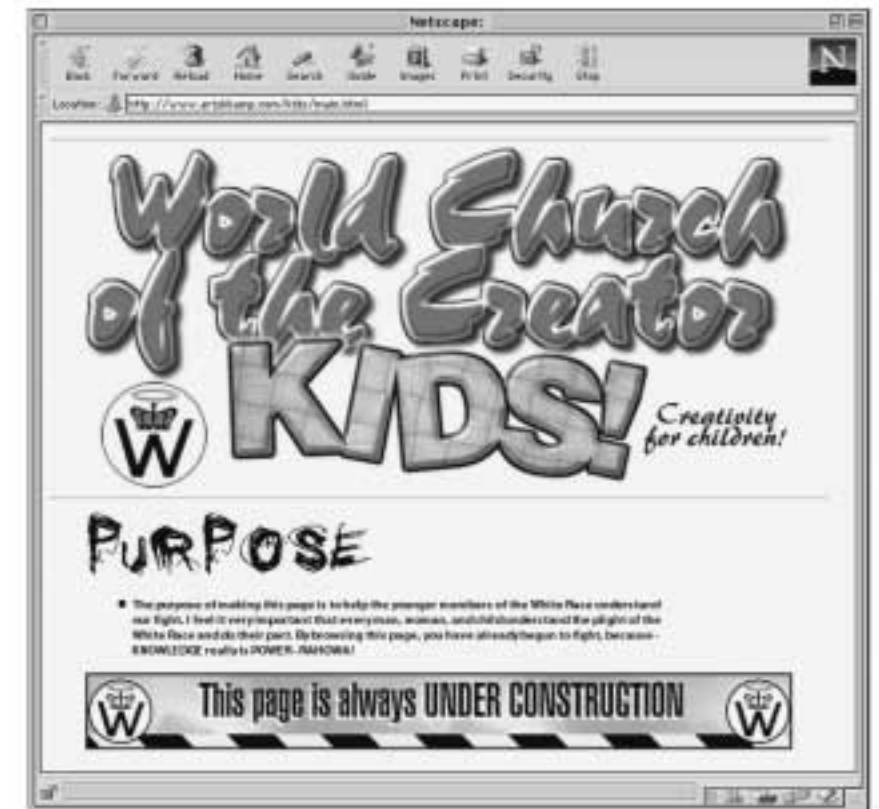 Netscape:
Back Forward Reload Home Search Guide Images Print Security Stop
Location: http://www.
World Church
of the Creator
KIDS!
W
Creativity
for children!
PURPOSE
The purpose of making this page is to help the younger members of the White Race understand
our fight. I feel it very important that every man, woman, and child understand the plight of the
White Race and do their part. By browsing this page, you have already begun to fight, because -
KNOWLEDGE really is POWER - RAHOWA!
W This page is always UNDER CONSTRUCTION W